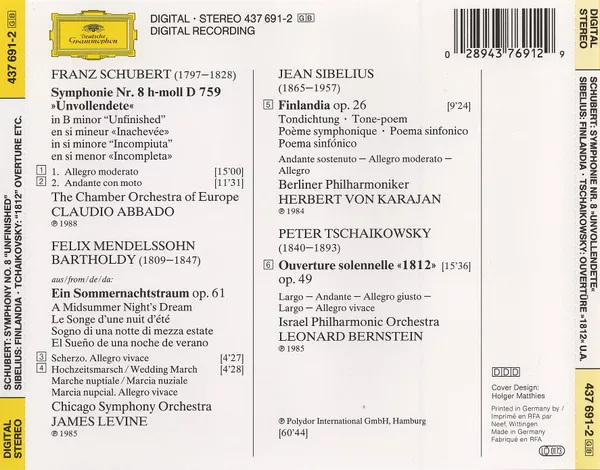 437 691-2 GB
DIGITAL
STEREO
SCHUBERT: SYMPHONY NO. 8 "UNFINISHED"
SIBELIUS: FINLANDIA · TCHAIKOVSKY: "1812" OVERTURE ETC.
Deutsche
Grammophon
DIGITAL · STEREO 437 691-2 GB
DIGITAL RECORDING
0 28943 76912 9
FRANZ SCHUBERT (1797–1828)
Symphonie Nr. 8 h-moll D 759
»Unvollendete«
in B minor "Unfinished"
en si mineur «Inachevée»
in si minore "Incompiuta"
en si menor «Incompleta»
1 1. Allegro moderato [15'00]
2 2. Andante con moto [11'31]
The Chamber Orchestra of Europe
CLAUDIO ABBADO
℗ 1988
FELIX MENDELSSOHN
BARTHOLDY (1809–1847)
aus/from/de/da:
Ein Sommernachtstraum op. 61
A Midsummer Night's Dream
Le Songe d'une nuit d'été
Sogno di una notte di mezza estate
El Sueño de una noche de verano
3 Scherzo. Allegro vivace [4'27]
4 Hochzeitsmarsch / Wedding March [4'28]
Marche nuptiale / Marcia nuziale
Marcia nupcial. Allegro vivace
Chicago Symphony Orchestra
JAMES LEVINE
℗ 1985
JEAN SIBELIUS
(1865–1957)
5 Finlandia op. 26 [9'24]
Tondichtung · Tone-poem
Poème symphonique · Poema sinfonico
Poema sinfónico
Andante sostenuto – Allegro moderato –
Allegro
Berliner Philharmoniker
HERBERT VON KARAJAN
℗ 1984
PETER TSCHAIKOWSKY
(1840–1893)
6 Ouverture solennelle «1812» [15'36]
op. 49
Largo – Andante – Allegro giusto –
Largo – Allegro vivace
Israel Philharmonic Orchestra
LEONARD BERNSTEIN
℗ 1985
℗ Polydor International GmbH, Hamburg
[60'44]
DDD
Cover Design:
Holger Matthies
Printed in Germany by /
Imprimé en RFA par
Neef, Wittingen
Made in Germany
Fabriqué en RFA
DIGITAL
STEREO
SCHUBERT: SYMPHONIE NR. 8 »UNVOLLENDETE«
SIBELIUS: FINLANDIA · TSCHAIKOWSKY: OUVERTÜRE »1812« U.A.
437 691-2 GB